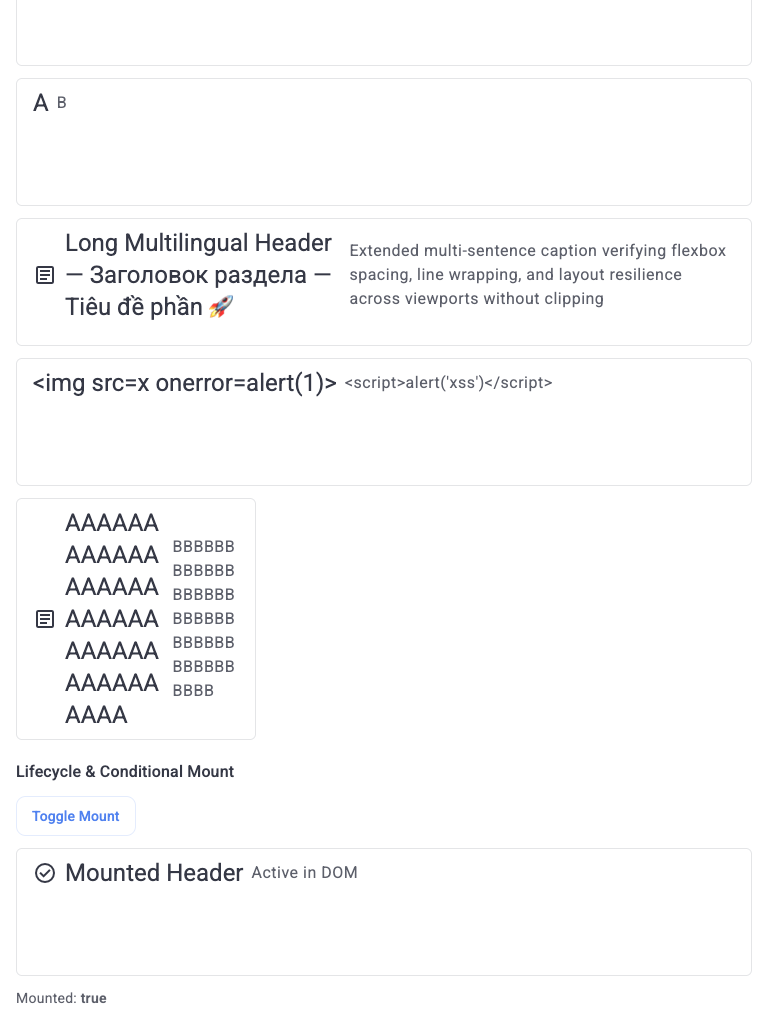 A B
Long Multilingual Header
— Заголовок раздела —
Tiêu đề phần 🚀
Extended multi-sentence caption verifying flexbox
spacing, line wrapping, and layout resilience
across viewports without clipping
<img src=x onerror=alert(1)> <script>alert('xss')</script>
AAAAAA
AAAAAA
AAAAAA
AAAAAA
AAAAAA
AAAAAA
AAAA
BBBBBB
BBBBBB
BBBBBB
BBBBBB
BBBBBB
BBBBBB
BBBB
Lifecycle & Conditional Mount
Toggle Mount
Mounted Header Active in DOM
Mounted: true